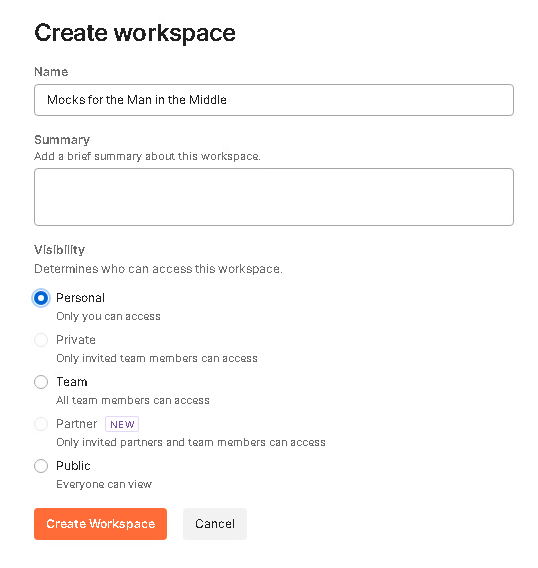 Create workspace
Name
Mocks for the Man in the Middle
Summary
Add a brief summary about this workspace.
Visibility
Determines who can access this workspace.
Personal
Only you can access
Private
Only invited team members can access
Team
All team members can access
Partner NEW
Only invited partners and team members can access
Public
Everyone can view
Create Workspace Cancel